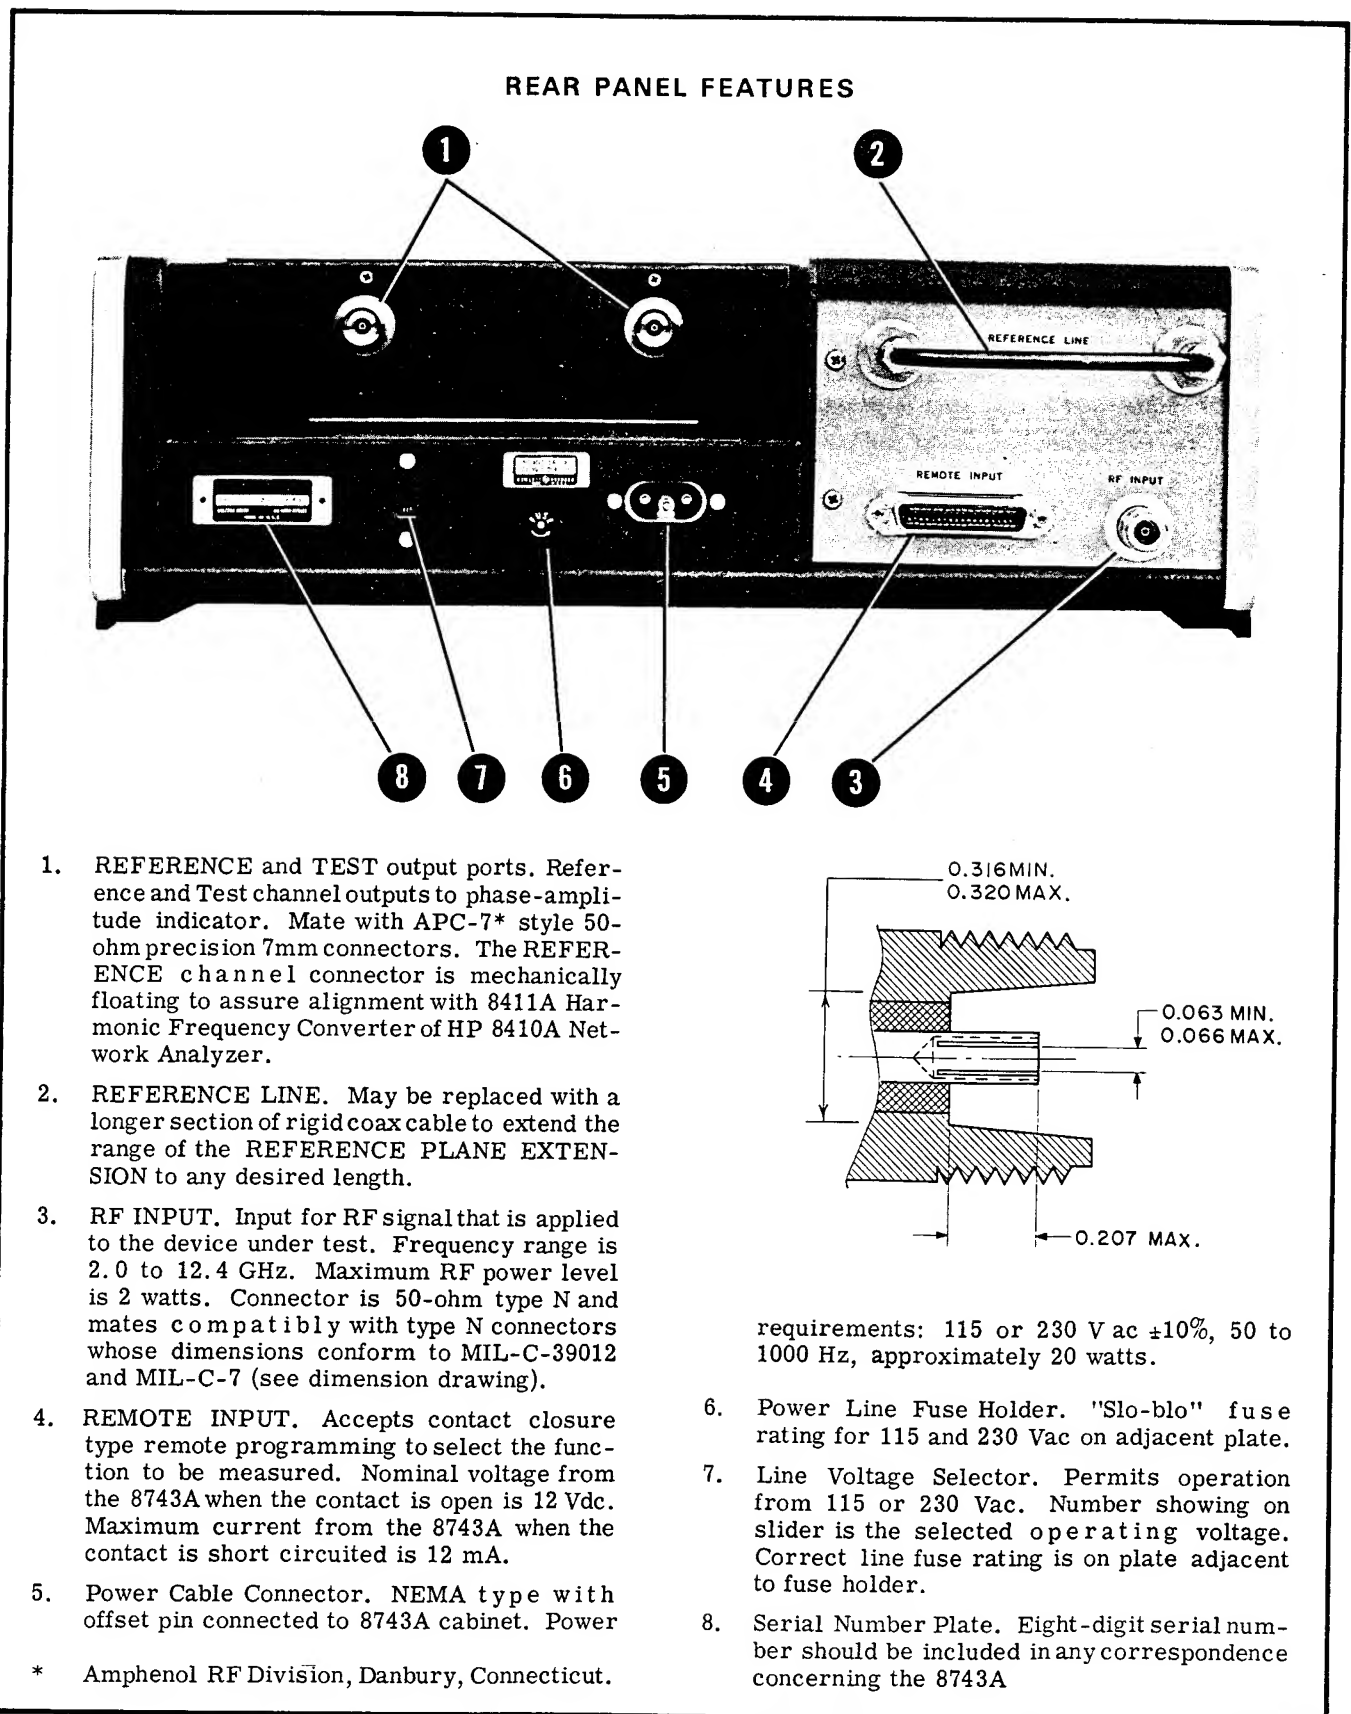 REAR PANEL FEATURES
1
2
REFERENCE LINE
REMOTE INPUT
RF INPUT
8
7
6
5
4
3
1. REFERENCE and TEST output ports. Refer-
ence and Test channel outputs to phase-ampli-
tude indicator. Mate with APC-7* style 50-
ohm precision 7mm connectors. The REFER-
ENCE channel connector is mechanically
floating to assure alignment with 8411A Har-
monic Frequency Converter of HP 8410A Net-
work Analyzer.
2. REFERENCE LINE. May be replaced with a
longer section of rigid coax cable to extend the
range of the REFERENCE PLANE EXTEN-
SION to any desired length.
3. RF INPUT. Input for RF signal that is applied
to the device under test. Frequency range is
2.0 to 12.4 GHz. Maximum RF power level
is 2 watts. Connector is 50-ohm type N and
mates compatibly with type N connectors
whose dimensions conform to MIL-C-39012
and MIL-C-7 (see dimension drawing).
4. REMOTE INPUT. Accepts contact closure
type remote programming to select the func-
tion to be measured. Nominal voltage from
the 8743A when the contact is open is 12 Vdc.
Maximum current from the 8743A when the
contact is short circuited is 12 mA.
5. Power Cable Connector. NEMA type with
offset pin connected to 8743A cabinet. Power
* Amphenol RF Division, Danbury, Connecticut.
0.316 MIN.
0.320 MAX.
0.063 MIN.
0.066 MAX.
0.207 MAX.
requirements: 115 or 230 V ac ±10%, 50 to
1000 Hz, approximately 20 watts.
6. Power Line Fuse Holder. "Slo-blo" fuse
rating for 115 and 230 Vac on adjacent plate.
7. Line Voltage Selector. Permits operation
from 115 or 230 Vac. Number showing on
slider is the selected operating voltage.
Correct line fuse rating is on plate adjacent
to fuse holder.
8. Serial Number Plate. Eight-digit serial num-
ber should be included in any correspondence
concerning the 8743A